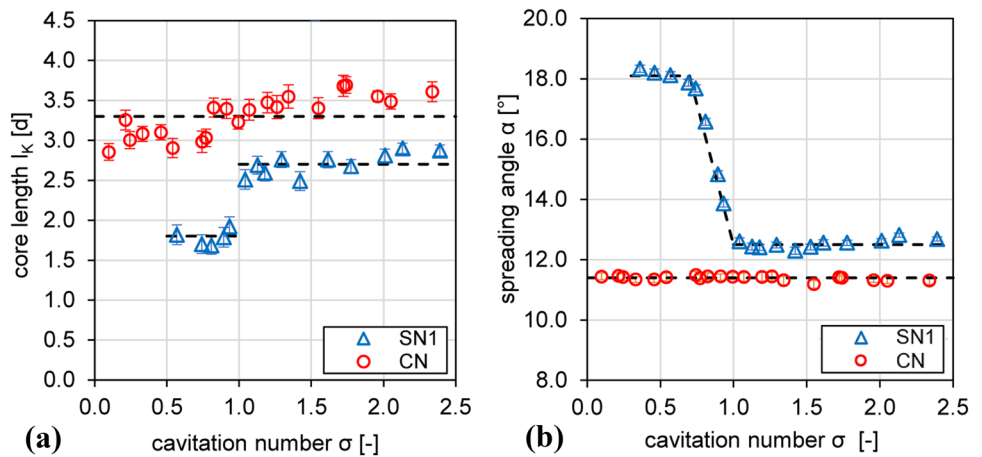 core length lK [d]
4.5
4.0
3.5
3.0
2.5
2.0
1.5
1.0
0.5
0.0
SN1
CN
0.0 0.5 1.0 1.5 2.0 2.5
cavitation number σ [-]
(a)
spreading angle α [°]
20.0
18.0
16.0
14.0
12.0
10.0
8.0
SN1
CN
0.0 0.5 1.0 1.5 2.0 2.5
cavitation number σ [-]
(b)